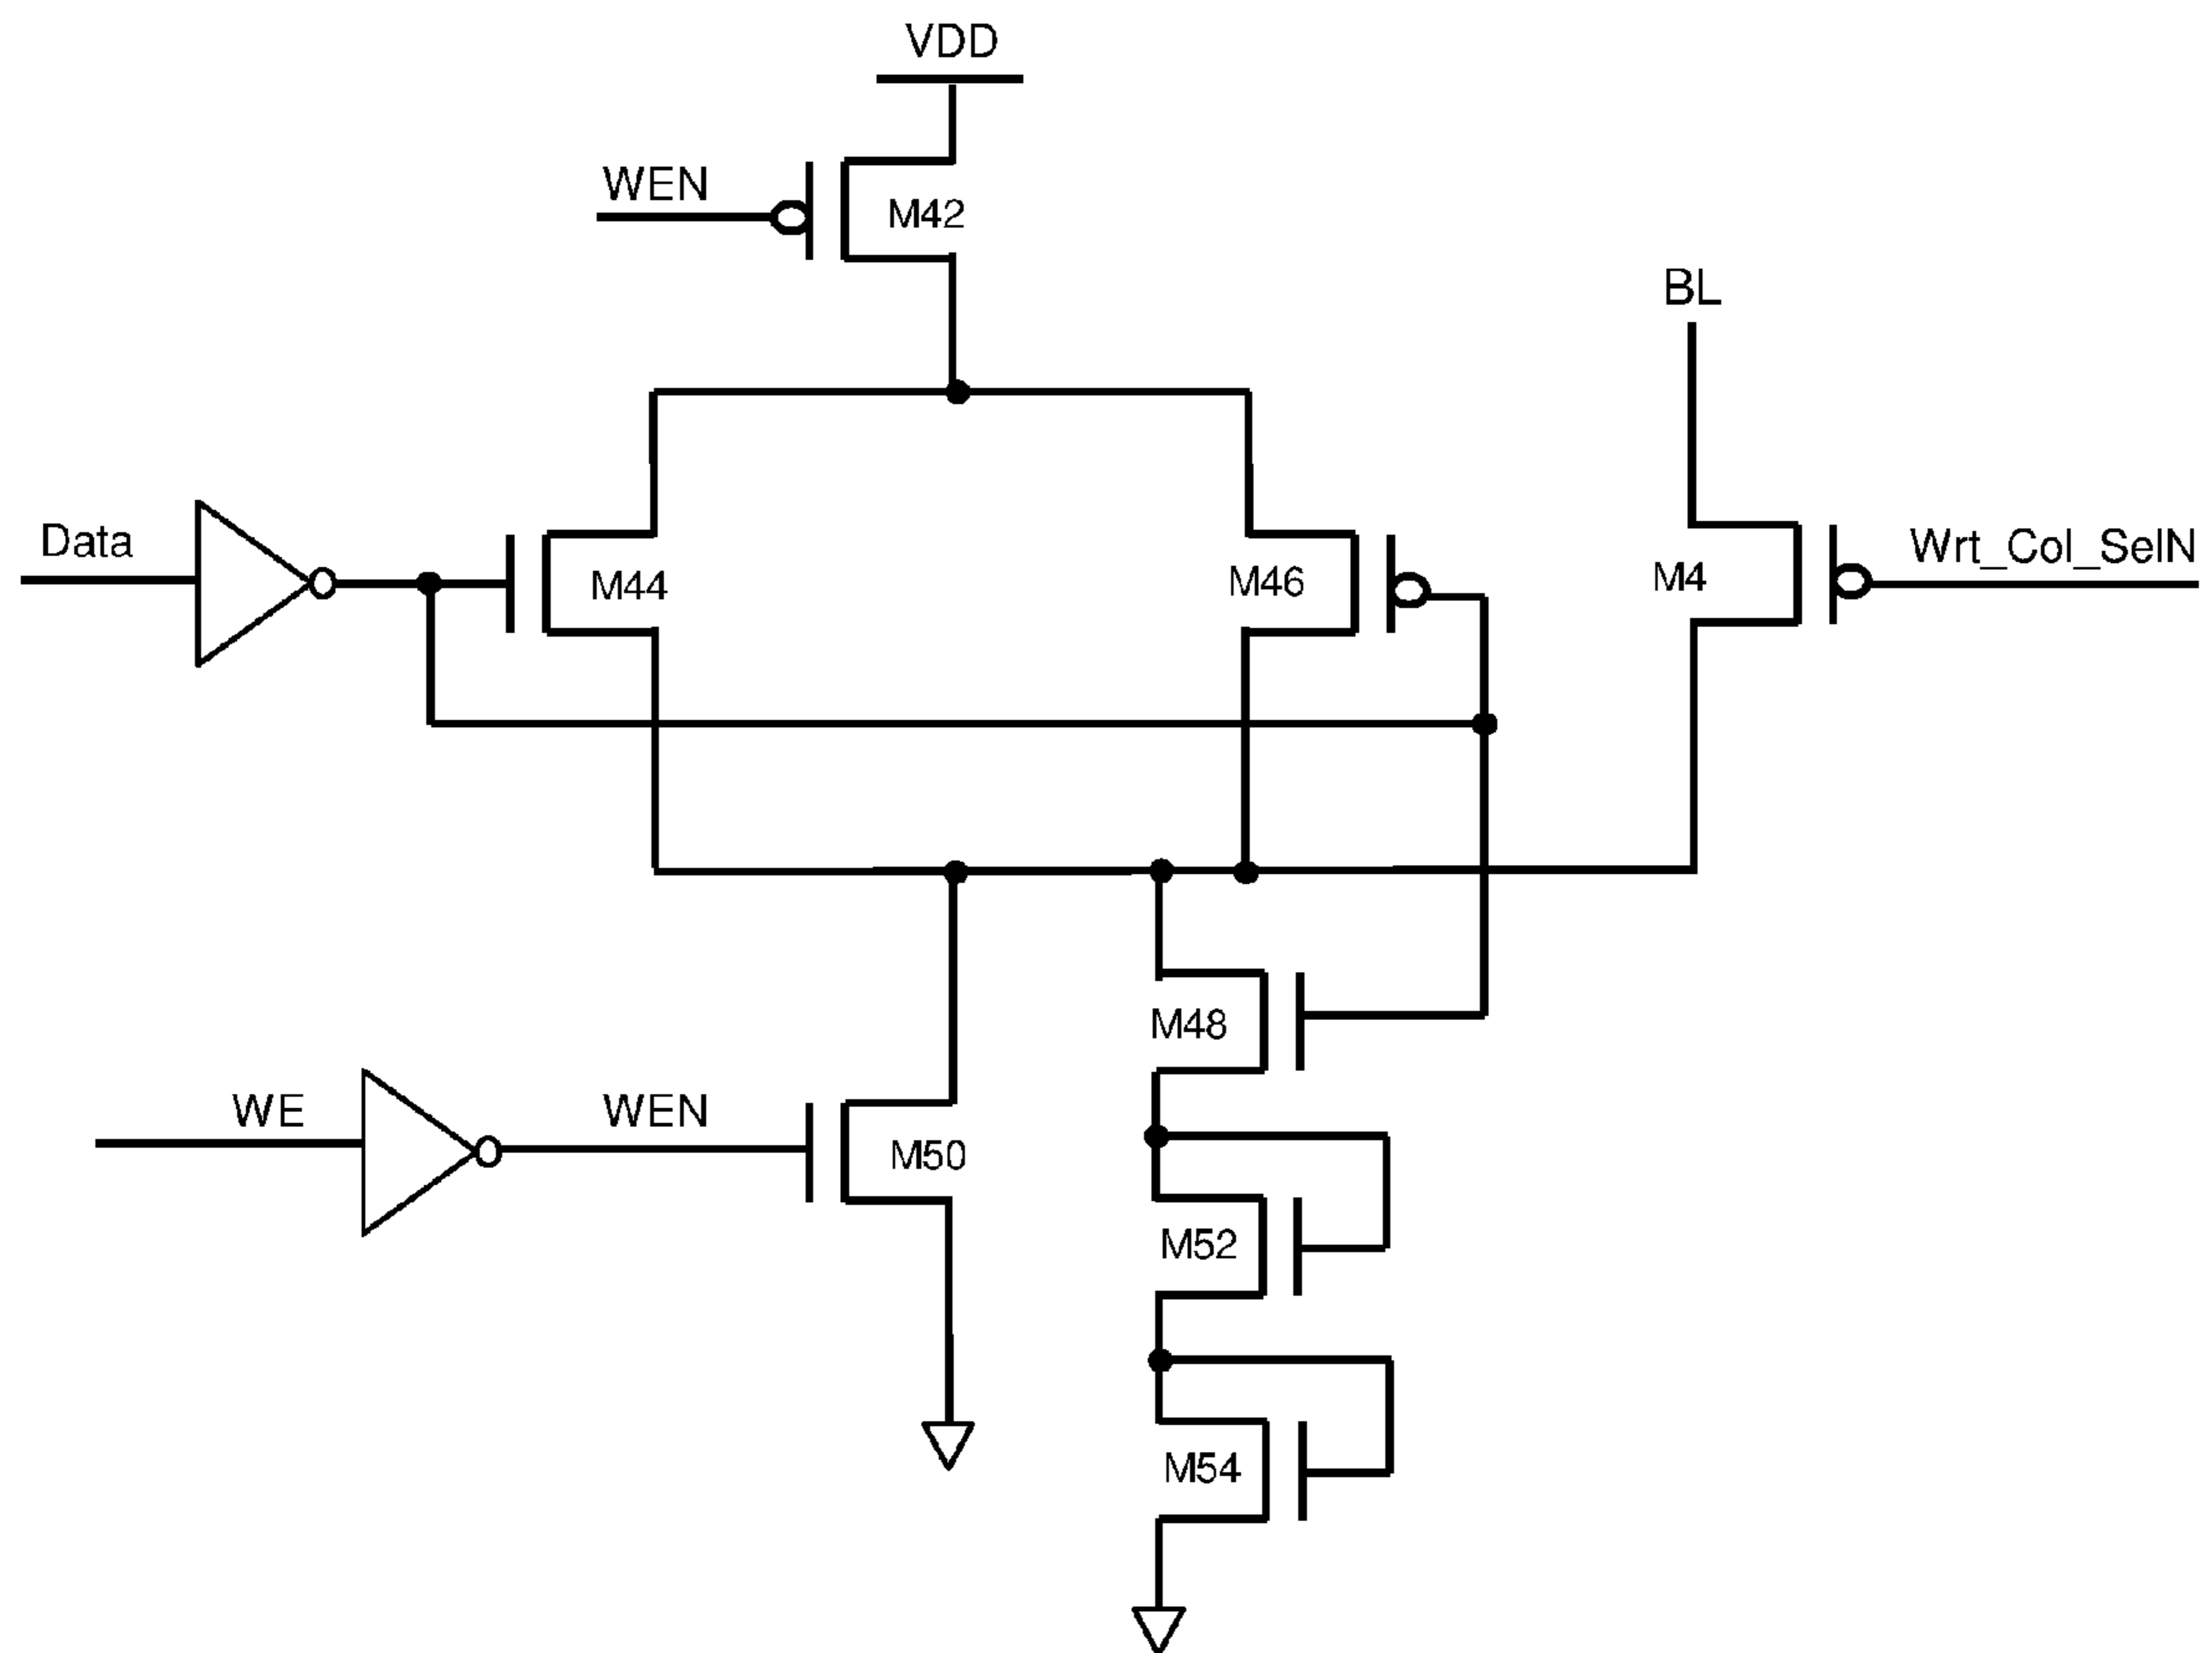 VDD
WEN
M42
BL
Data
M44
M46
M4
Wrt_Col_SelN
M48
WE
WEN
M50
M52
M54